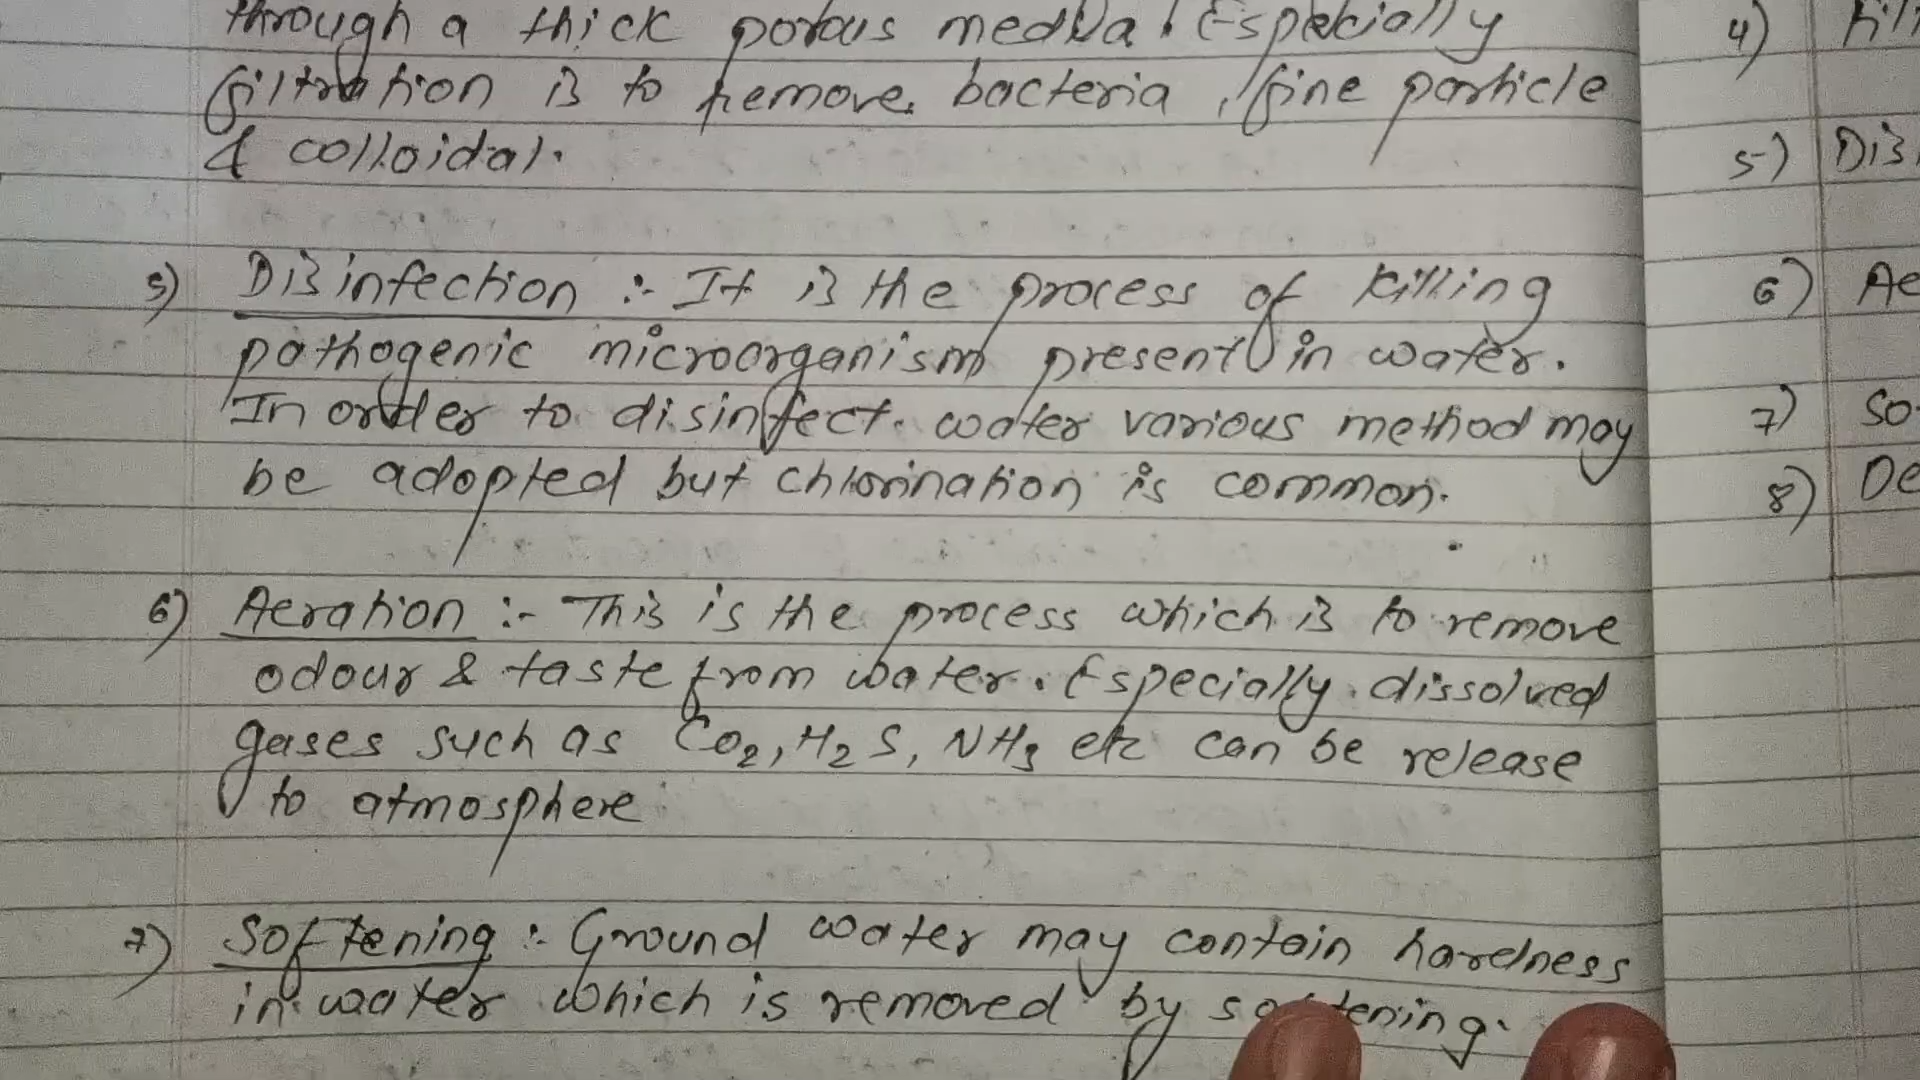 through a thick porous media. Especially
filtration is to remove bacteria, fine particle
& colloidal.
5) Disinfection :- It is the process of killing
pathogenic microorganism present in water.
In order to disinfect water various method may
be adopted but chlorination is common.
6) Aeration :- This is the process which is to remove
odour & taste from water. Especially dissolved
gases such as CO2, H2S, NH3 etc can be release
to atmosphere
7) Softening :- Ground water may contain hardness
in water which is removed by softening.
4) Fil
5) Dis
6) Ae
7) So
8) De